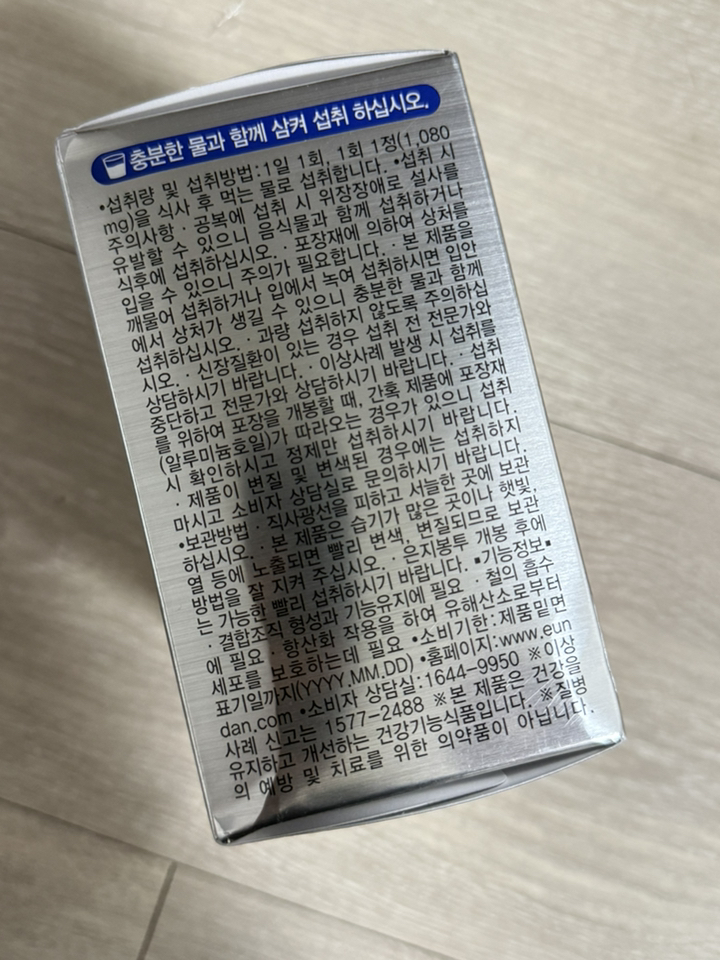 충분한 물과 함께 삼켜 섭취 하십시오.
•섭취량 및 섭취방법:1일 1회, 1회 1정(1,080
mg)을 식사 후 먹는 물로 섭취합니다. •섭취 시
주의사항 · 공복에 섭취 시 위장장애로 설사를
유발할 수 있으니 음식물과 함께 섭취하거나
식후에 섭취하십시오. · 포장재에 의하여 상처를
입을 수 있으니 주의가 필요합니다. · 본 제품을
깨물어 섭취하거나 입에서 녹여 섭취하시면 입안
에서 상처가 생길 수 있으니 충분한 물과 함께
섭취하십시오. · 과량 섭취하지 않도록 주의하십
시오. · 신장질환이 있는 경우 섭취 전 전문가와
상담하시기 바랍니다. · 이상사례 발생 시 섭취를
중단하고 전문가와 상담하시기 바랍니다. · 섭취
를 위하여 포장을 개봉할 때, 간혹 제품에 포장재
(알루미늄호일)가 따라오는 경우가 있으니 섭취
시 확인하시고 정제만 섭취하시기 바랍니다.
· 제품이 변질 및 변색된 경우에는 섭취하지
마시고 소비자 상담실로 문의하시기 바랍니다.
•보관방법 · 직사광선을 피하고 서늘한 곳에 보관
하십시오. · 본 제품은 습기가 많은 곳이나 햇빛,
열 등에 노출되면 빨리 변색, 변질되므로 보관
방법을 잘 지켜 주십시오. · 은지봉투 개봉 후에
는 가능한 빨리 섭취하시기 바랍니다. ▪기능정보▪
· 결합조직 형성과 기능유지에 필요 · 철의 흡수
에 필요 · 항산화 작용을 하여 유해산소로부터
세포를 보호하는데 필요 •소비기한:제품밑면
표기일까지(YYYY.MM.DD) •홈페이지:www.eun
dan.com •소비자 상담실:1644-9950 ※이상
사례 신고는 1577-2488 ※본 제품은 건강을
유지하고 개선하는 건강기능식품입니다. ※질병
의 예방 및 치료를 위한 의약품이 아닙니다.